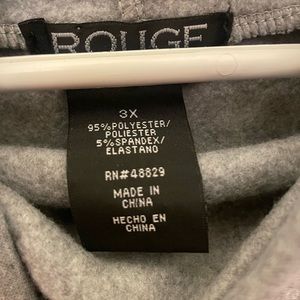 ROUGE
3X
95%POLYESTER/
POLIESTER
5%SPANDEX/
ELASTANO
RN#48829
MADE IN
CHINA
HECHO EN
CHINA